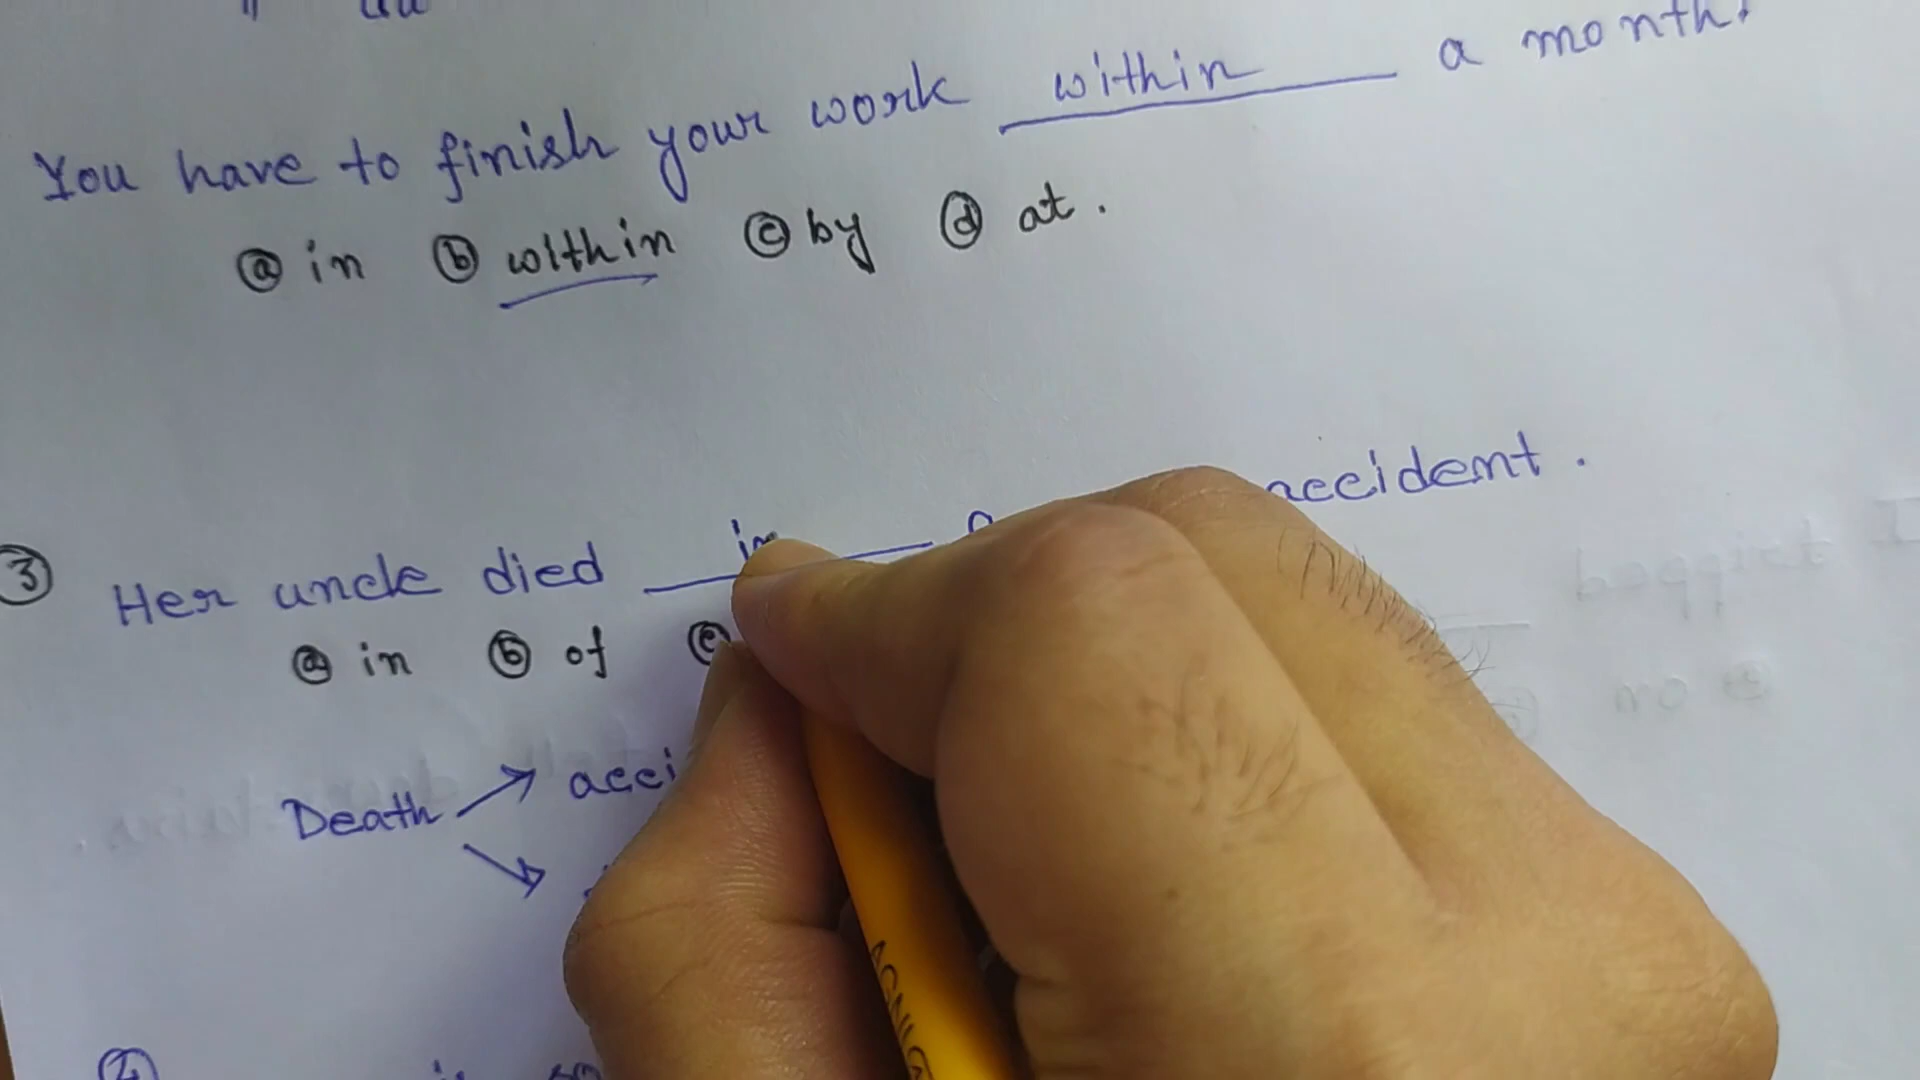 You have to finish your work within a month.
ⓐ in ⓑ within ⓒ by ⓓ at.
③ Her uncle died in accident.
ⓐ in ⓑ of ⓒ
Death → acci
④